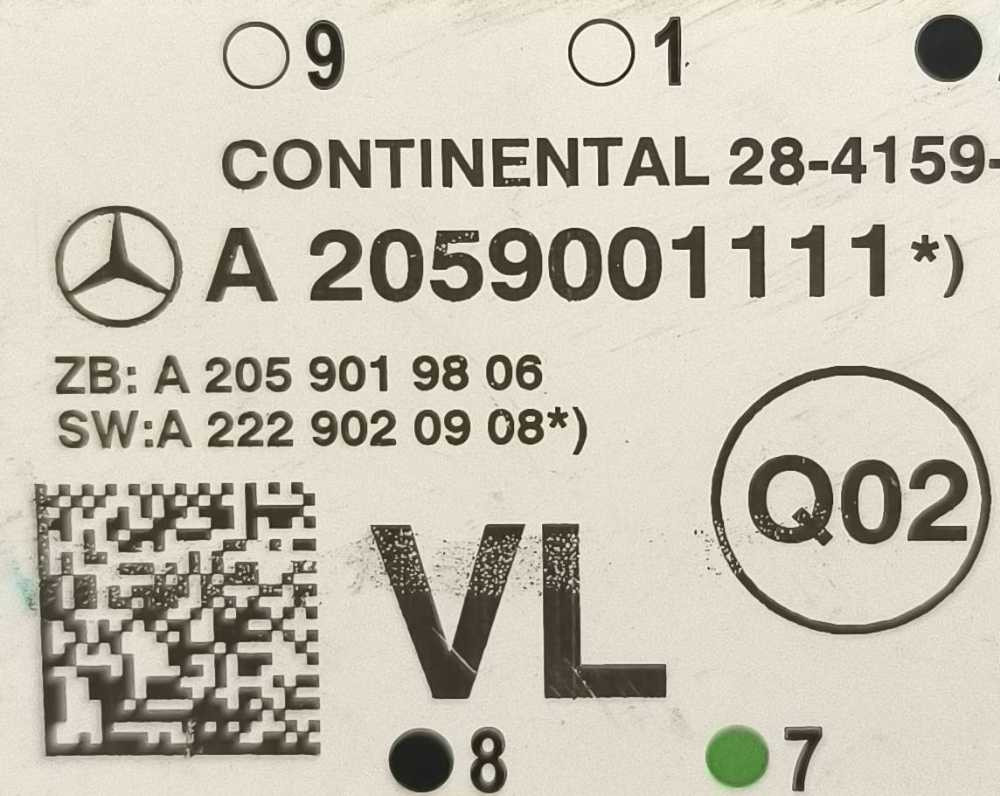 9 1
CONTINENTAL 28-4159-
A 2059001111*)
ZB: A 205 901 98 06
SW:A 222 902 09 08*)
Q02
VL
8 7